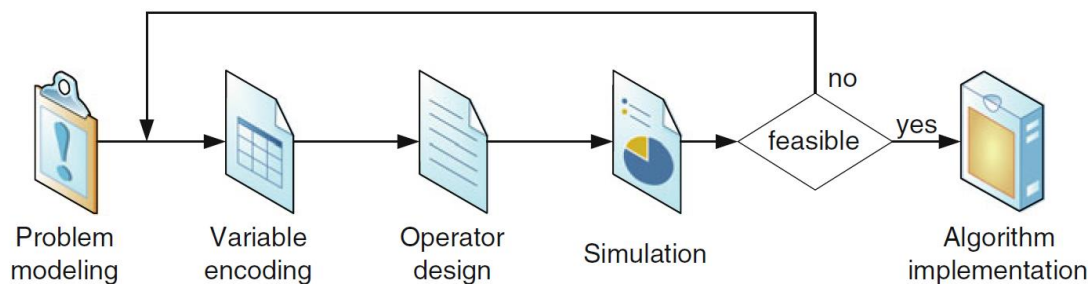 no
feasible
yes
Problem
modeling
Variable
encoding
Operator
design
Simulation
Algorithm
implementation